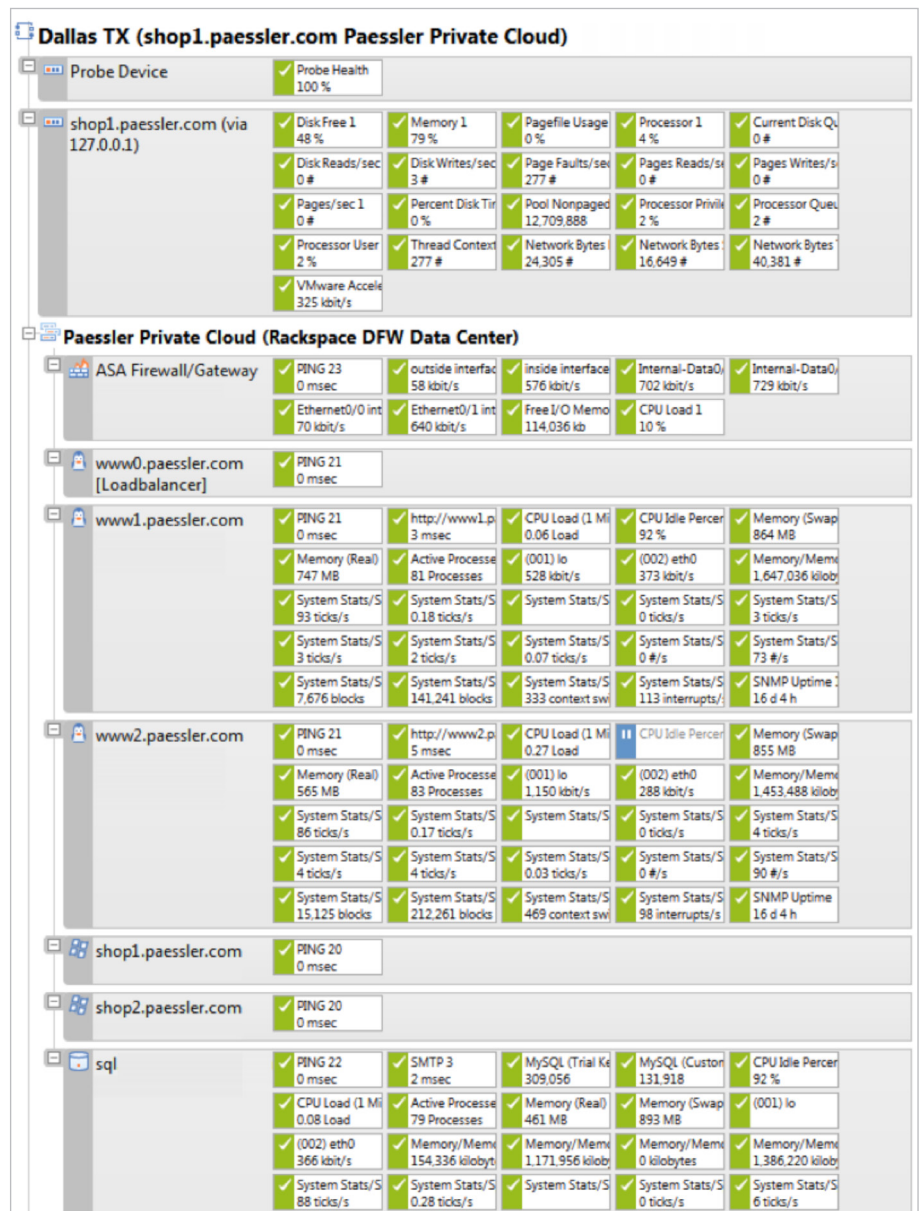 Dallas TX (shop1.paessler.com Paessler Private Cloud)
Probe Device
Probe Health
100 %
shop1.paessler.com (via
127.0.0.1)
Disk Free 1 Memory 1 Pagefile Usage Processor 1 Current Disk Qu
48 % 79 % 0 % 4 % 0 #
Disk Reads/sec Disk Writes/sec Page Faults/sec Pages Reads/se Pages Writes/s
0 # 3 # 277 # 0 # 0 #
Pages/sec 1 Percent Disk Tir Pool Nonpaged Processor Privile Processor Queu
0 # 0 % 12,709,888 2 % 2 #
Processor User Thread Context Network Bytes Network Bytes Network Bytes
2 % 277 # 24,305 # 16,649 # 40,381 #
VMware Accele
325 kbit/s
Paessler Private Cloud (Rackspace DFW Data Center)
ASA Firewall/Gateway
PING 23 outside interfac inside interface Internal-Data0/ Internal-Data0/
0 msec 58 kbit/s 576 kbit/s 702 kbit/s 729 kbit/s
Ethernet0/0 int Ethernet0/1 int Free I/O Memo CPU Load 1
70 kbit/s 640 kbit/s 114,036 kb 10 %
www0.paessler.com
[Loadbalancer]
PING 21
0 msec
www1.paessler.com
PING 21 http://www1.p CPU Load (1 Mi CPU Idle Percer Memory (Swap
0 msec 3 msec 0.06 Load 92 % 864 MB
Memory (Real) Active Processe (001) lo (002) eth0 Memory/Memo
747 MB 81 Processes 528 kbit/s 373 kbit/s 1,647,036 kiloby
System Stats/S System Stats/S System Stats/S System Stats/S System Stats/S
93 ticks/s 0.18 ticks/s 0 ticks/s 3 ticks/s
System Stats/S System Stats/S System Stats/S System Stats/S System Stats/S
3 ticks/s 2 ticks/s 0.07 ticks/s 0 #/s 73 #/s
System Stats/S System Stats/S System Stats/S System Stats/S SNMP Uptime
7,676 blocks 141,241 blocks 333 context swi 113 interrupts/ 16 d 4 h
www2.paessler.com
PING 21 http://www2.p CPU Load (1 Mi CPU Idle Percer Memory (Swap
0 msec 5 msec 0.27 Load 855 MB
Memory (Real) Active Processe (001) lo (002) eth0 Memory/Memo
565 MB 83 Processes 1,150 kbit/s 288 kbit/s 1,453,488 kiloby
System Stats/S System Stats/S System Stats/S System Stats/S System Stats/S
86 ticks/s 0.17 ticks/s 0 ticks/s 4 ticks/s
System Stats/S System Stats/S System Stats/S System Stats/S System Stats/S
4 ticks/s 4 ticks/s 0.03 ticks/s 0 #/s 90 #/s
System Stats/S System Stats/S System Stats/S System Stats/S SNMP Uptime
15,125 blocks 212,261 blocks 469 context swi 98 interrupts/s 16 d 4 h
shop1.paessler.com
PING 20
0 msec
shop2.paessler.com
PING 20
0 msec
sql
PING 22 SMTP 3 MySQL (Trial Ke MySQL (Custon CPU Idle Percer
0 msec 2 msec 309,056 131,918 92 %
CPU Load (1 Mi Active Processe Memory (Real) Memory (Swap (001) lo
0.08 Load 79 Processes 461 MB 893 MB
(002) eth0 Memory/Memo Memory/Memo Memory/Memo Memory/Memo
366 kbit/s 154,336 kilobyt 1,171,956 kiloby 0 kilobytes 1,386,220 kiloby
System Stats/S System Stats/S System Stats/S System Stats/S System Stats/S
88 ticks/s 0.28 ticks/s 0 ticks/s 6 ticks/s